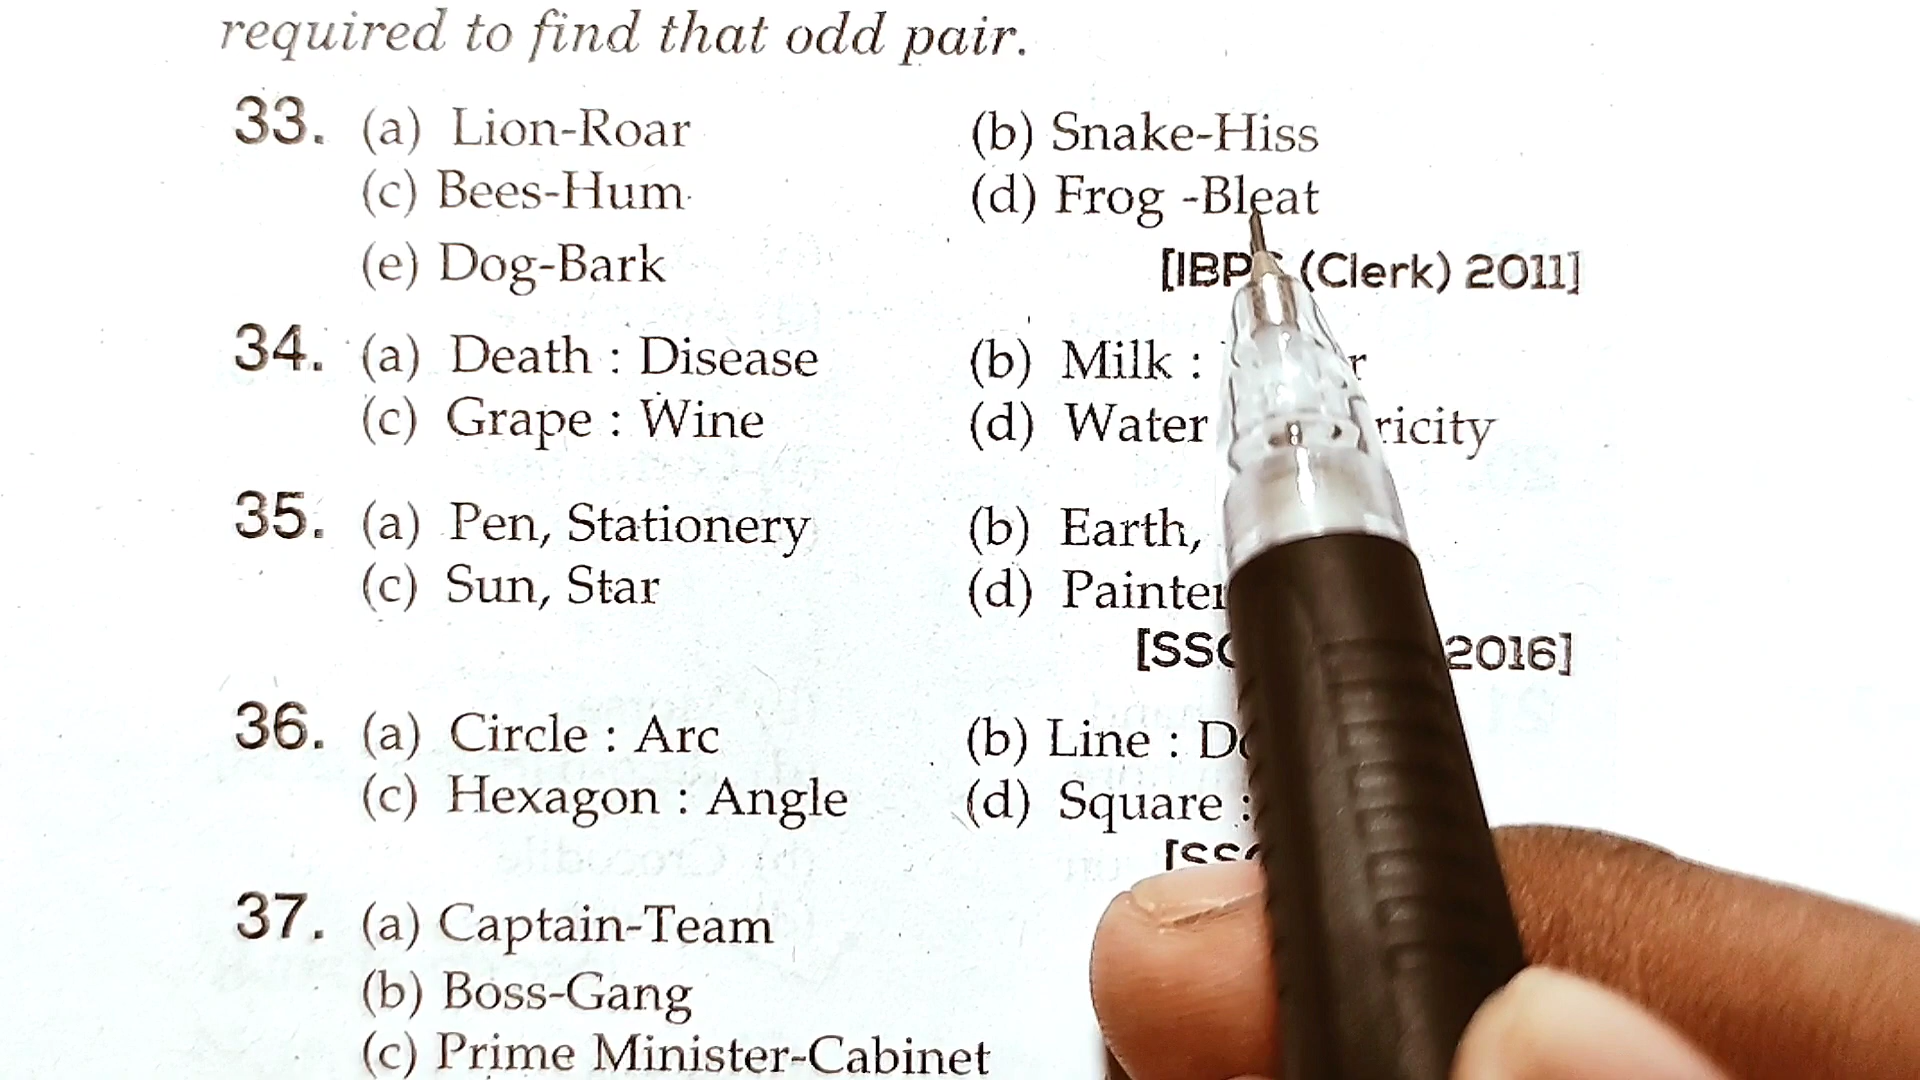 required to find that odd pair.
33. (a) Lion-Roar (b) Snake-Hiss
(c) Bees-Hum (d) Frog -Bleat
(e) Dog-Bark
(Clerk) 2011]
34. (a) Death : Disease (b) Milk :
(c) Grape : Wine (d) Water
35. (a) Pen, Stationery (b) Earth,
(c) Sun, Star (d)
2016]
36. (a) Circle : Arc (b) Line :
(c) Hexagon : Angle (d) Square :
37. (a) Captain-Team
(b) Boss-Gang
(c) Prime Minister-Cabinet